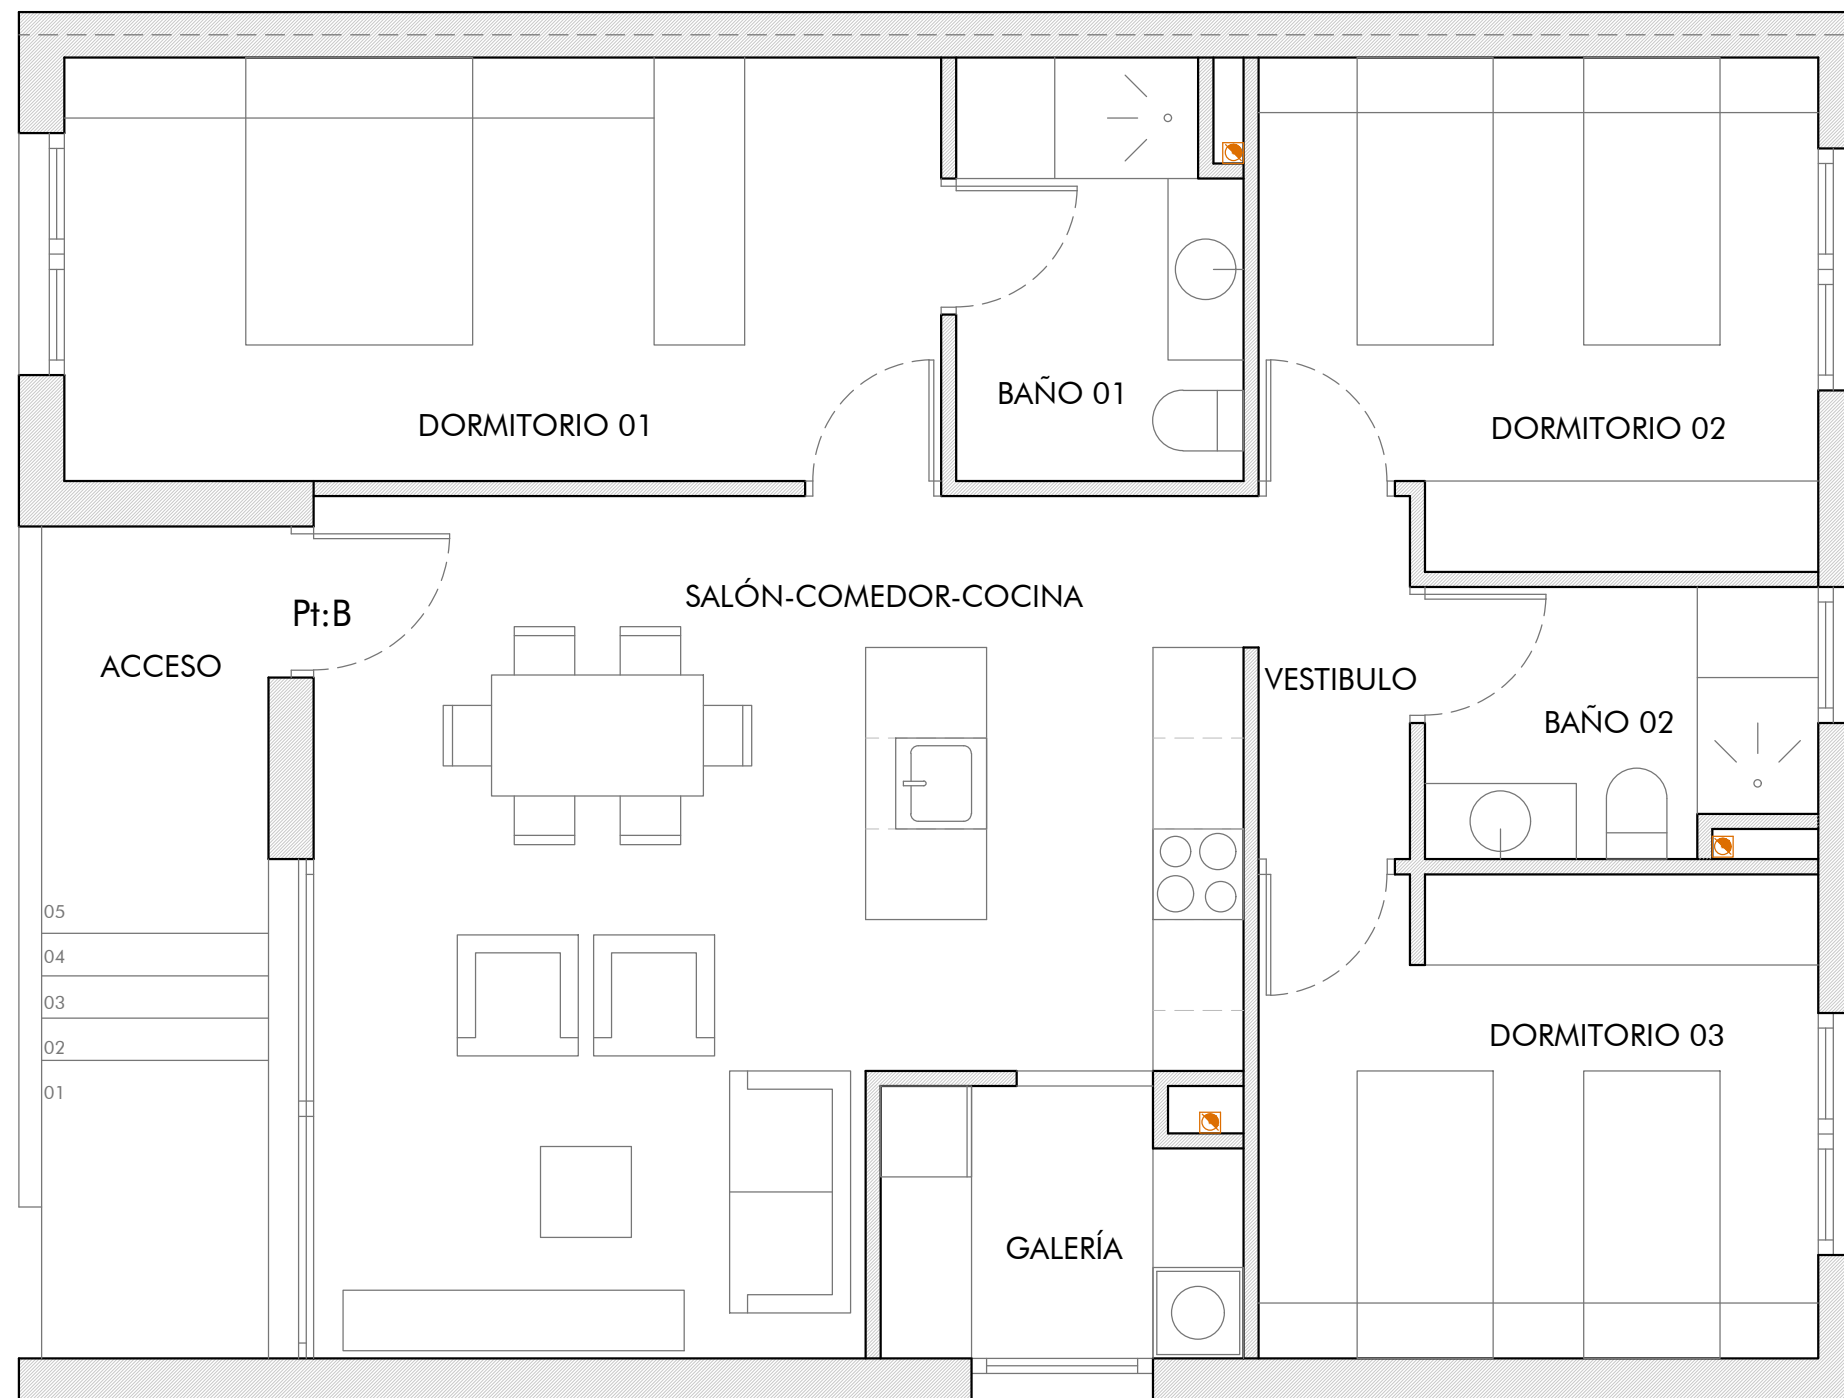 BAÑO 01
DORMITORIO 01
DORMITORIO 02
SALÓN-COMEDOR-COCINA
Pt:B
ACCESO
VESTIBULO
BAÑO 02
05
04
03
02
01
DORMITORIO 03
GALERÍA